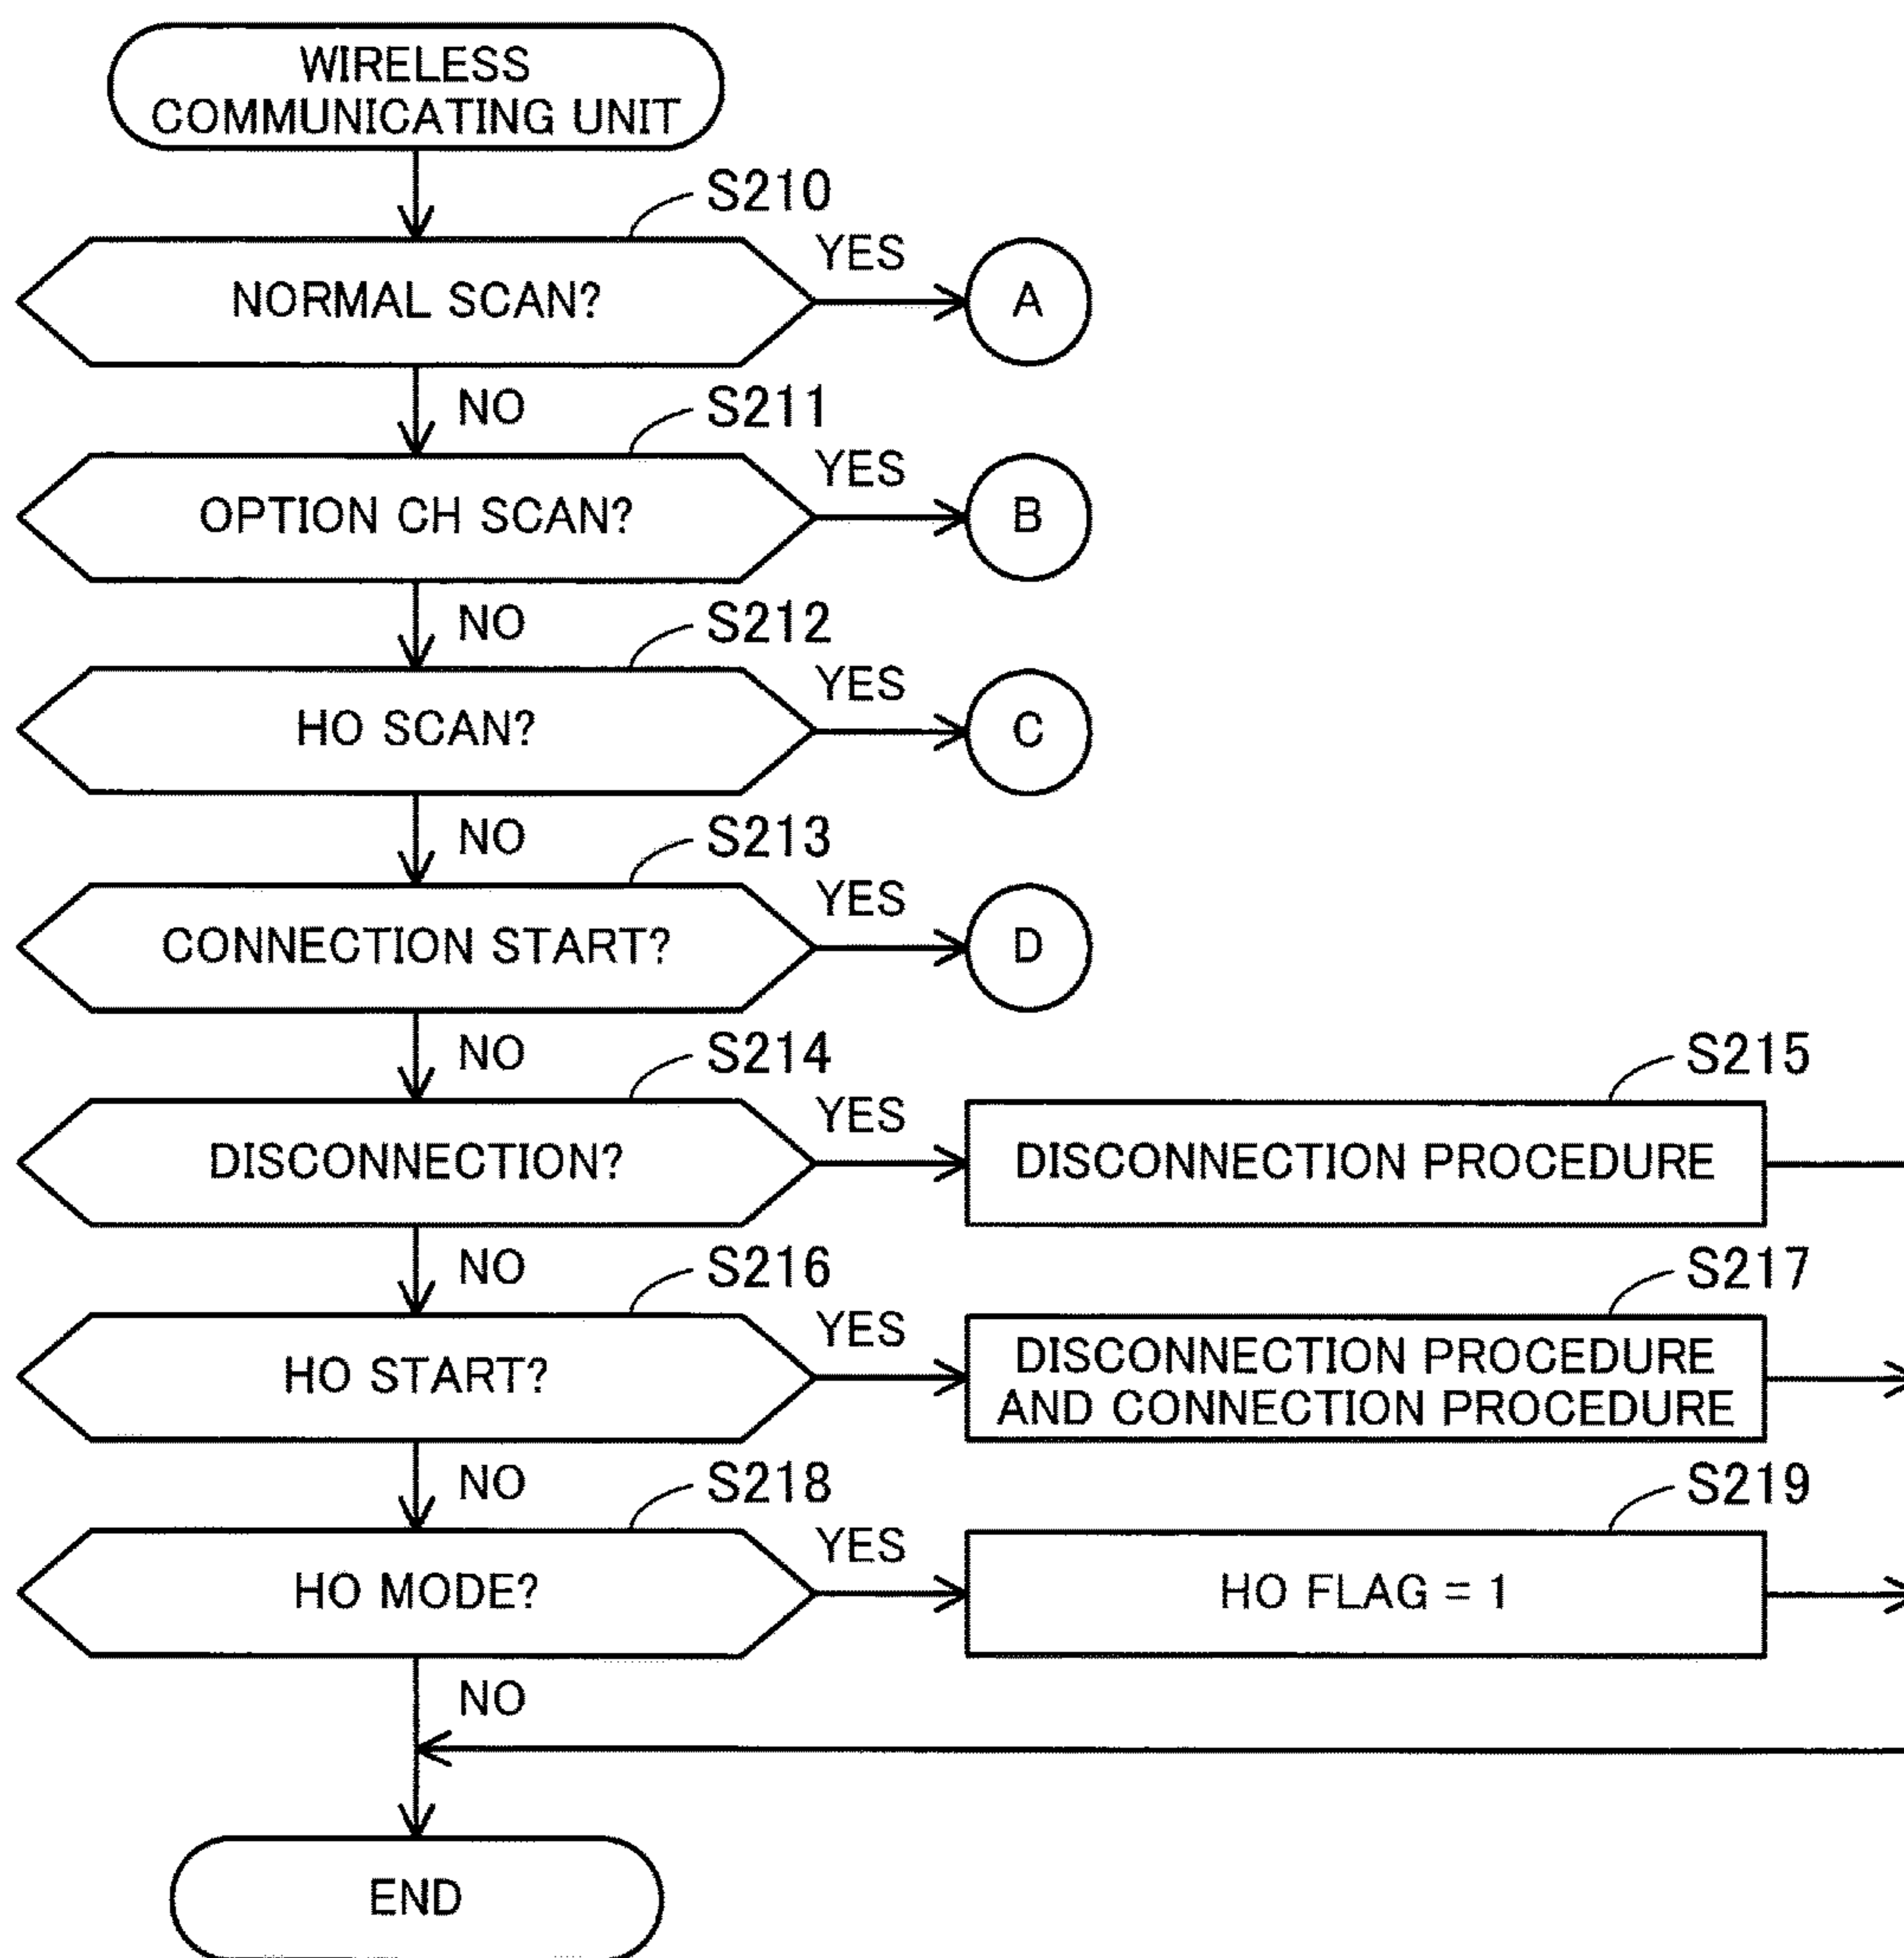 WIRELESS
COMMUNICATING UNIT
S210
NORMAL SCAN?
YES
A
NO
S211
OPTION CH SCAN?
YES
B
NO
S212
HO SCAN?
YES
C
NO
S213
CONNECTION START?
YES
D
NO
S214
DISCONNECTION?
YES
S215
DISCONNECTION PROCEDURE
NO
S216
HO START?
YES
S217
DISCONNECTION PROCEDURE
AND CONNECTION PROCEDURE
NO
S218
HO MODE?
YES
S219
HO FLAG = 1
NO
END